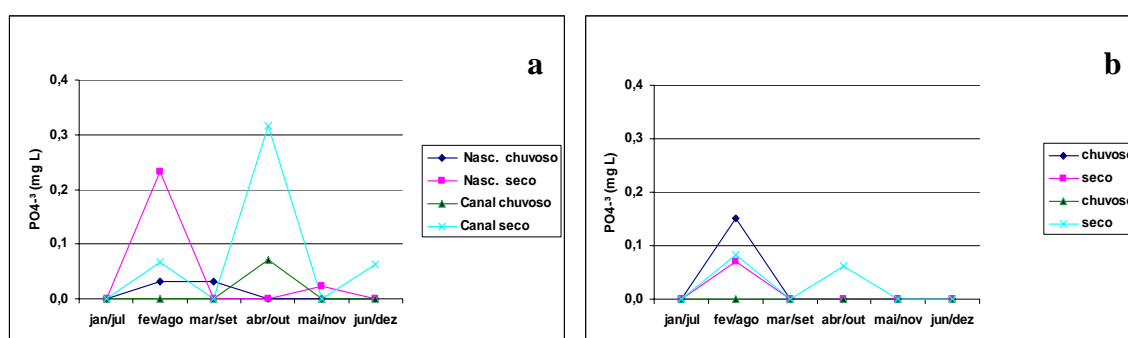 a
0,4
0,3
0,2
0,1
0,0
PO4-³ (mg L)
jan/jul fev/ago mar/set abr/out mai/nov jun/dez
Nasc. chuvoso
Nasc. seco
Canal chuvoso
Canal seco
b
0,4
0,3
0,2
0,1
0,0
PO4-³ (mg L)
jan/jul fev/ago mar/set abr/out mai/nov jun/dez
chuvoso
seco
chuvoso
seco